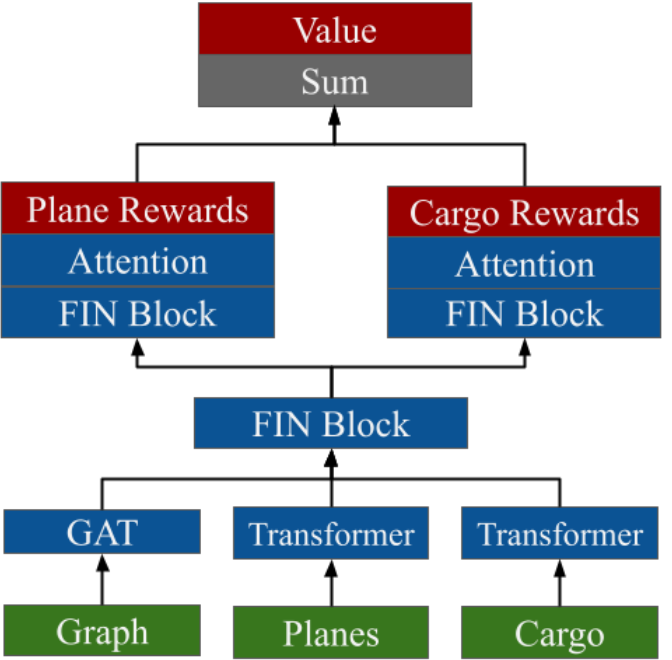 Value
Sum
Plane Rewards
Attention
FIN Block
Cargo Rewards
Attention
FIN Block
FIN Block
GAT
Transformer
Transformer
Graph
Planes
Cargo